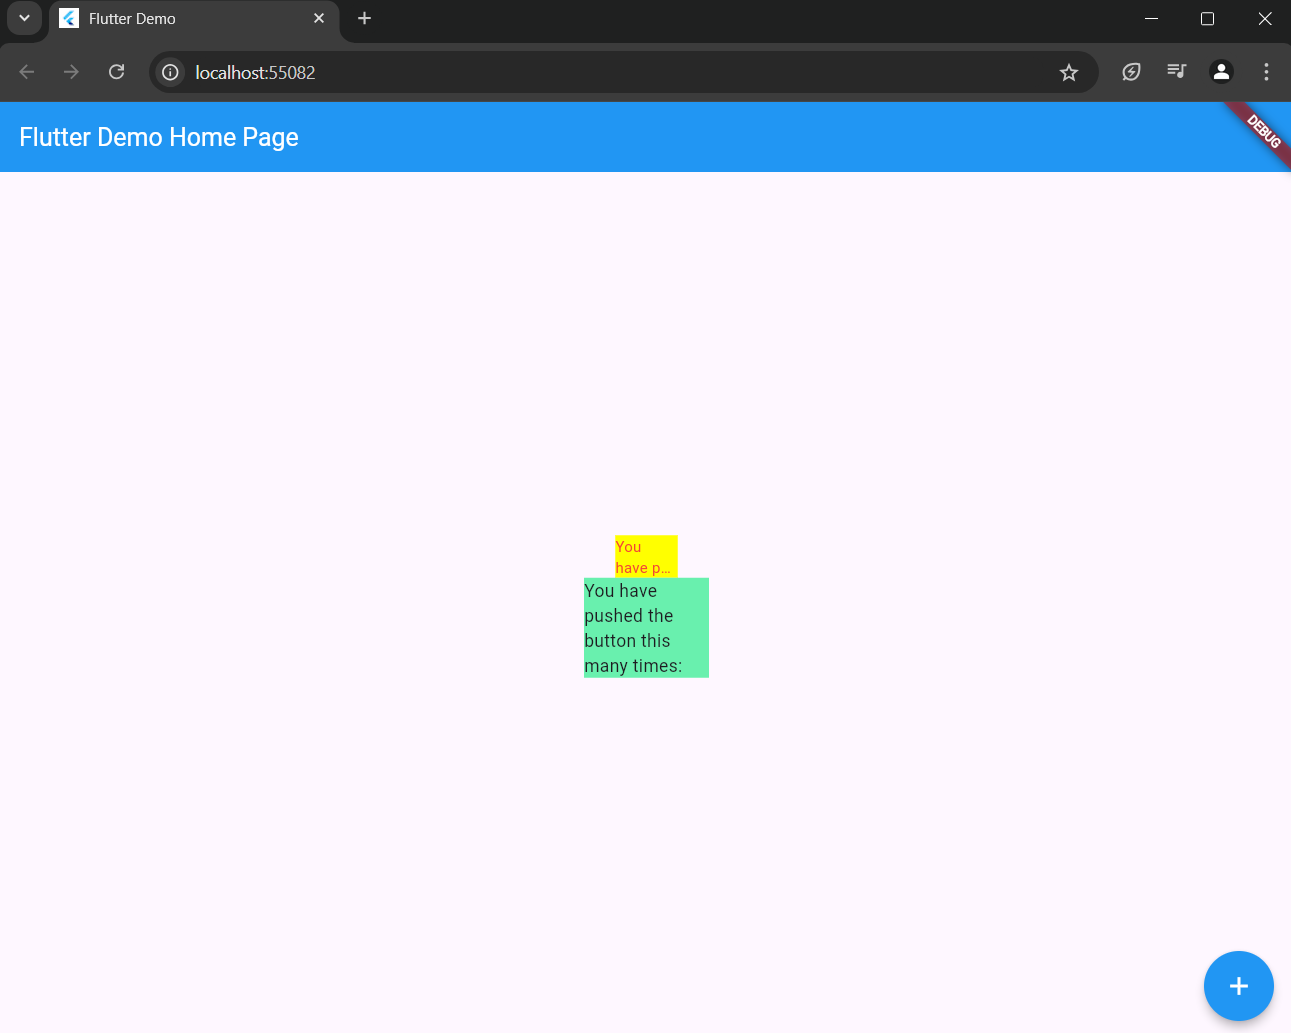 Flutter Demo
localhost:55082
Flutter Demo Home Page
DEBUG
You
have p...
You have
pushed the
button this
many times: